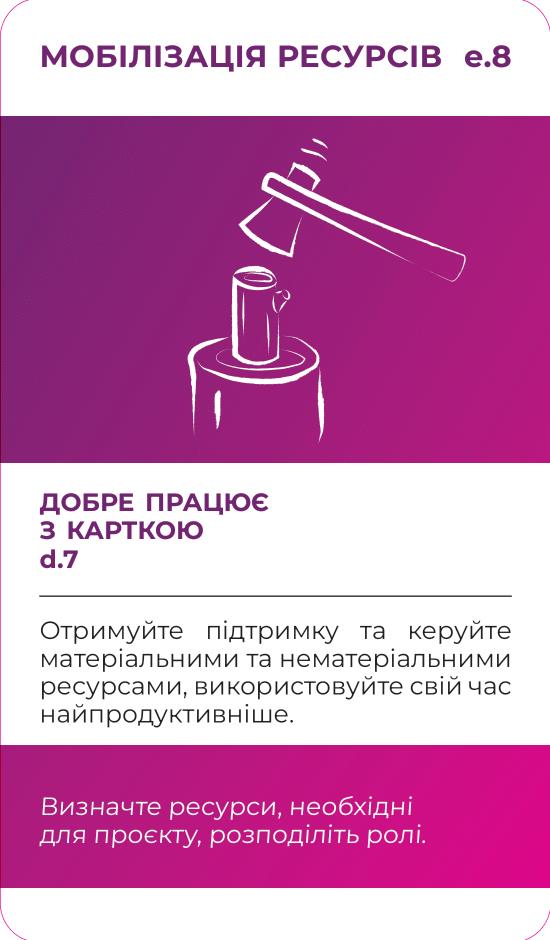 МОБІЛІЗАЦІЯ РЕСУРСІВ e.8
ДОБРЕ ПРАЦЮЄ
З КАРТКОЮ
d.7
Отримуйте підтримку та керуйте
матеріальними та нематеріальними
ресурсами, використовуйте свій час
найпродуктивніше.
Визначте ресурси, необхідні
для проєкту, розподіліть ролі.